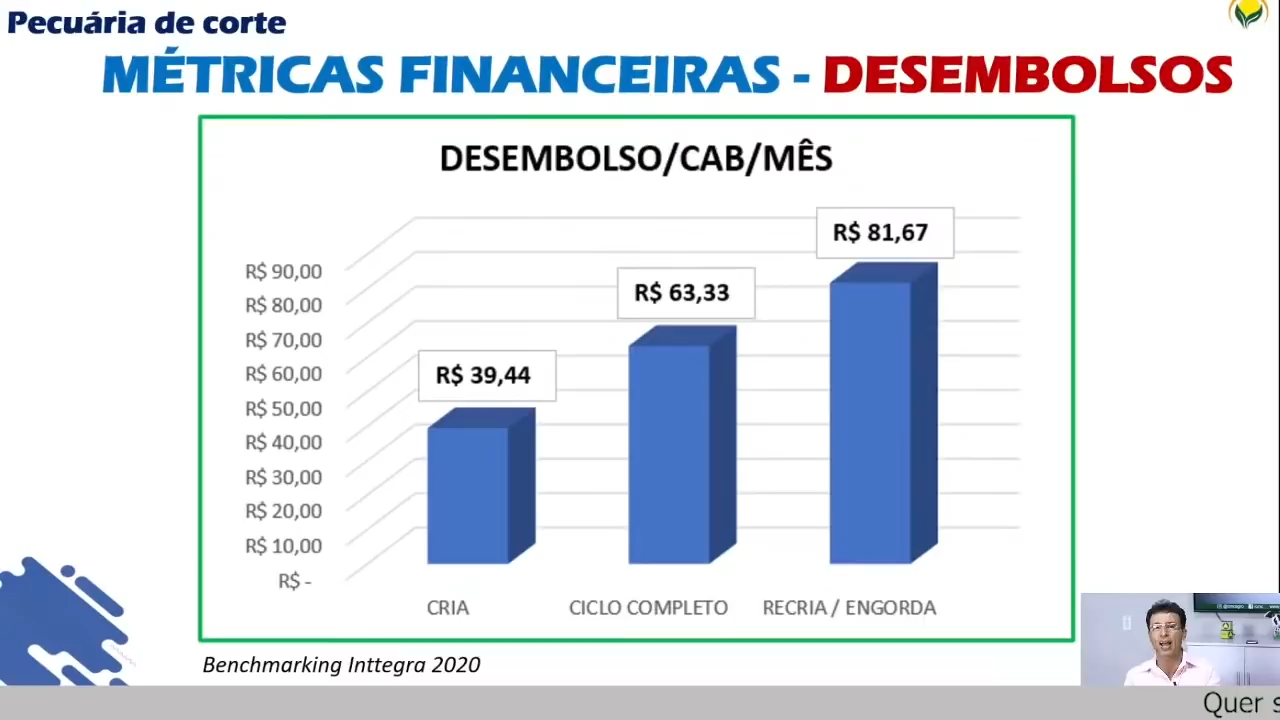 Pecuária de corte
MÉTRICAS FINANCEIRAS - DESEMBOLSOS
DESEMBOLSO/CAB/MÊS
R$ 90,00
R$ 80,00
R$ 70,00
R$ 60,00
R$ 50,00
R$ 40,00
R$ 30,00
R$ 20,00
R$ 10,00
R$ -
R$ 39,44
R$ 63,33
R$ 81,67
CRIA
CICLO COMPLETO
RECRIA / ENGORDA
Benchmarking Inttegra 2020
Quer s